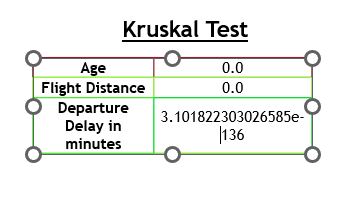 Kruskal Test
Age 0.0
Flight Distance 0.0
Departure
Delay in
minutes
3.101822303026585e-
136